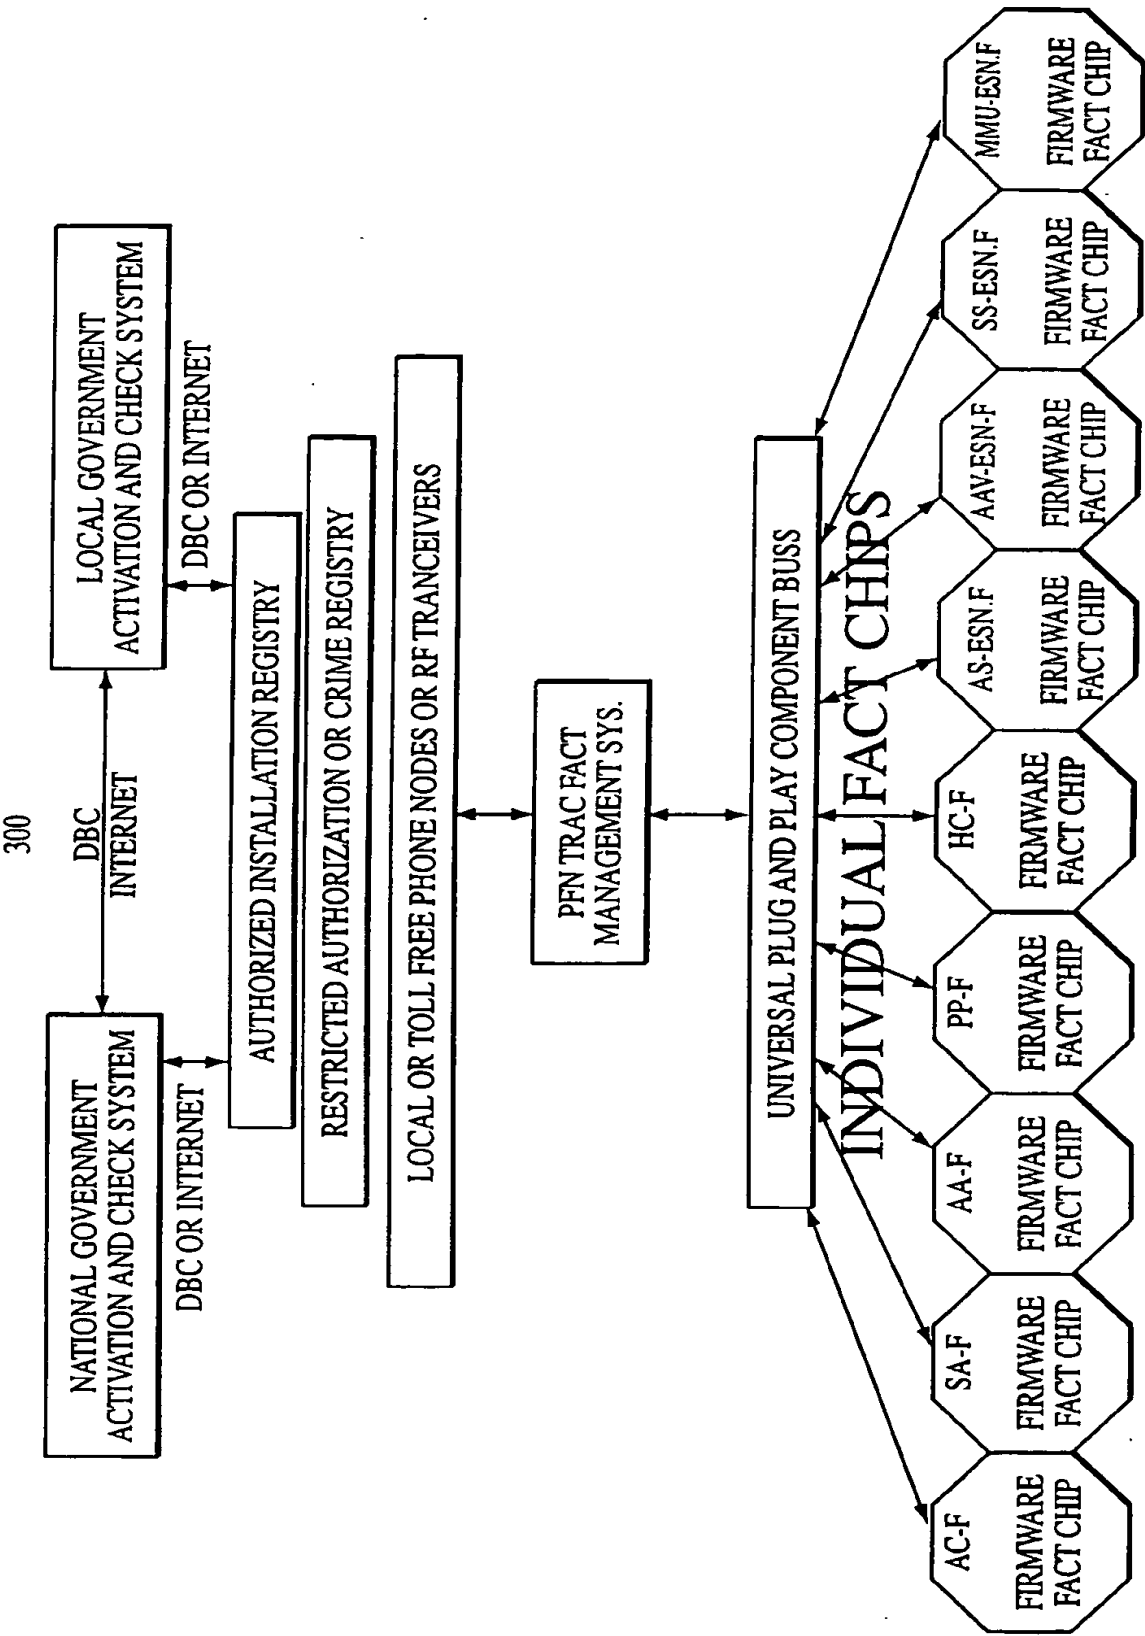 300
NATIONAL GOVERNMENT
ACTIVATION AND CHECK SYSTEM
DBC
INTERNET
LOCAL GOVERNMENT
ACTIVATION AND CHECK SYSTEM
DBC OR INTERNET
DBC OR INTERNET
AUTHORIZED INSTALLATION REGISTRY
RESTRICTED AUTHORIZATION OR CRIME REGISTRY
LOCAL OR TOLL FREE PHONE NODES OR RF TRANCEIVERS
PFN TRAC FACT
MANAGEMENT SYS.
UNIVERSAL PLUG AND PLAY COMPONENT BUSS
INDIVIDUAL FACT CHIPS
AC-F
FIRMWARE
FACT CHIP
SA-F
FIRMWARE
FACT CHIP
AA-F
FIRMWARE
FACT CHIP
PP-F
FIRMWARE
FACT CHIP
HC-F
FIRMWARE
FACT CHIP
AS-ESN.F
FIRMWARE
FACT CHIP
AAV-ESN-F
FIRMWARE
FACT CHIP
SS-ESN.F
FIRMWARE
FACT CHIP
MMU-ESN.F
FIRMWARE
FACT CHIP